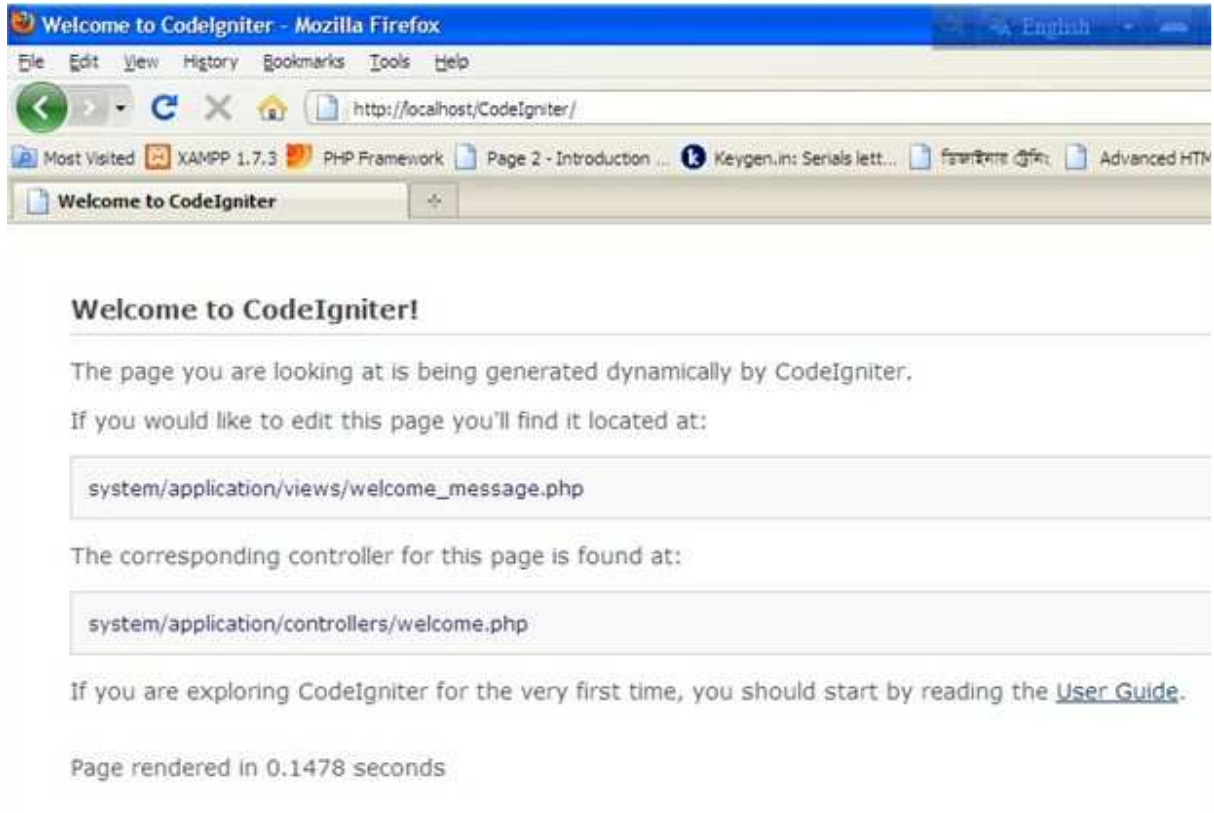 Welcome to CodeIgniter - Mozilla Firefox
English
File Edit View History Bookmarks Tools Help
http://localhost/CodeIgniter/
Most Visited XAMPP 1.7.3 PHP Framework Page 2 - Introduction ... Keygen.in: Serials lett... Advanced HTM
Welcome to CodeIgniter
Welcome to CodeIgniter!
The page you are looking at is being generated dynamically by CodeIgniter.
If you would like to edit this page you'll find it located at:
system/application/views/welcome_message.php
The corresponding controller for this page is found at:
system/application/controllers/welcome.php
If you are exploring CodeIgniter for the very first time, you should start by reading the User Guide.
Page rendered in 0.1478 seconds